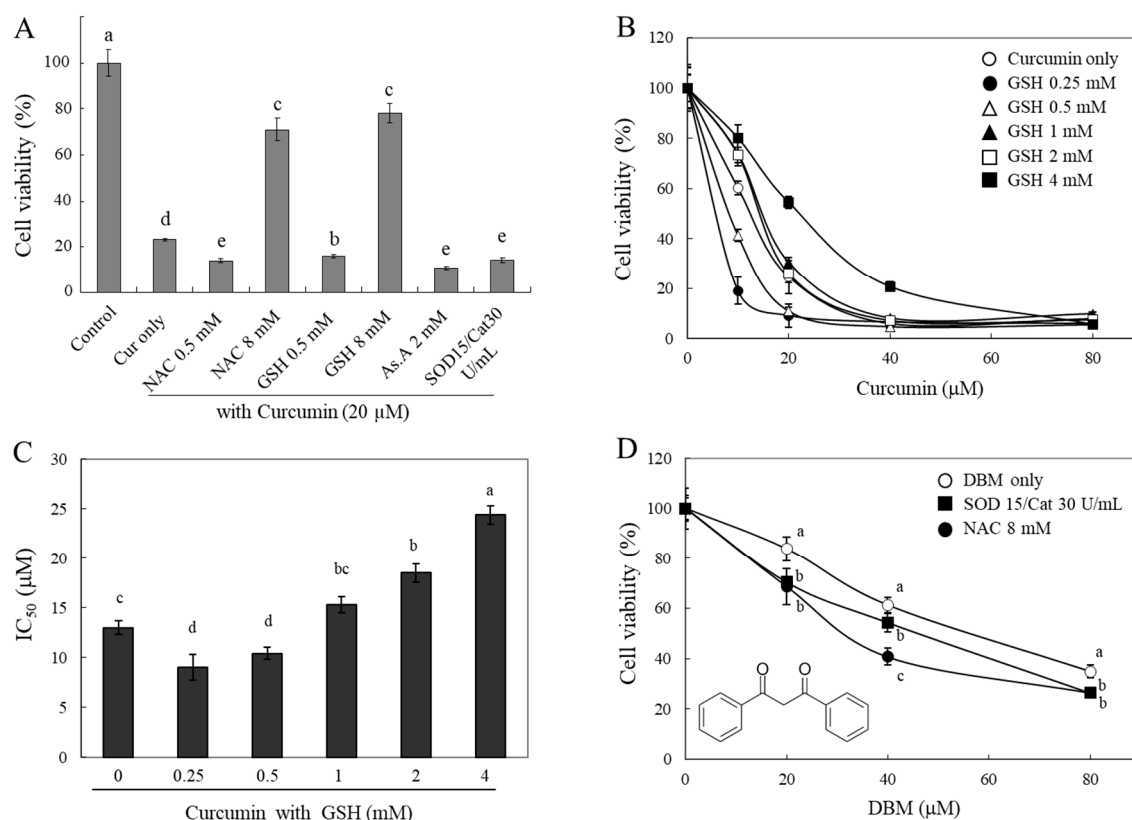 A
Cell viability (%)
120
100
80
60
40
20
0
a
d
e
c
b
c
e
e
Control
Cur only
NAC 0.5 mM
NAC 8 mM
GSH 0.5 mM
GSH 8 mM
As.A 2 mM
SOD15/Cat30
U/mL
with Curcumin (20 µM)
B
Cell viability (%)
120
100
80
60
40
20
0
Curcumin only
GSH 0.25 mM
GSH 0.5 mM
GSH 1 mM
GSH 2 mM
GSH 4 mM
0 20 40 60 80
Curcumin (µM)
C
IC50 (µM)
30
25
20
15
10
5
0
c
d
d
bc
b
a
0 0.25 0.5 1 2 4
Curcumin with GSH (mM)
D
Cell viability (%)
120
100
80
60
40
20
0
DBM only
SOD 15/Cat 30 U/mL
NAC 8 mM
a
b
b
a
b
c
a
b
b
O O
0 20 40 60 80
DBM (µM)